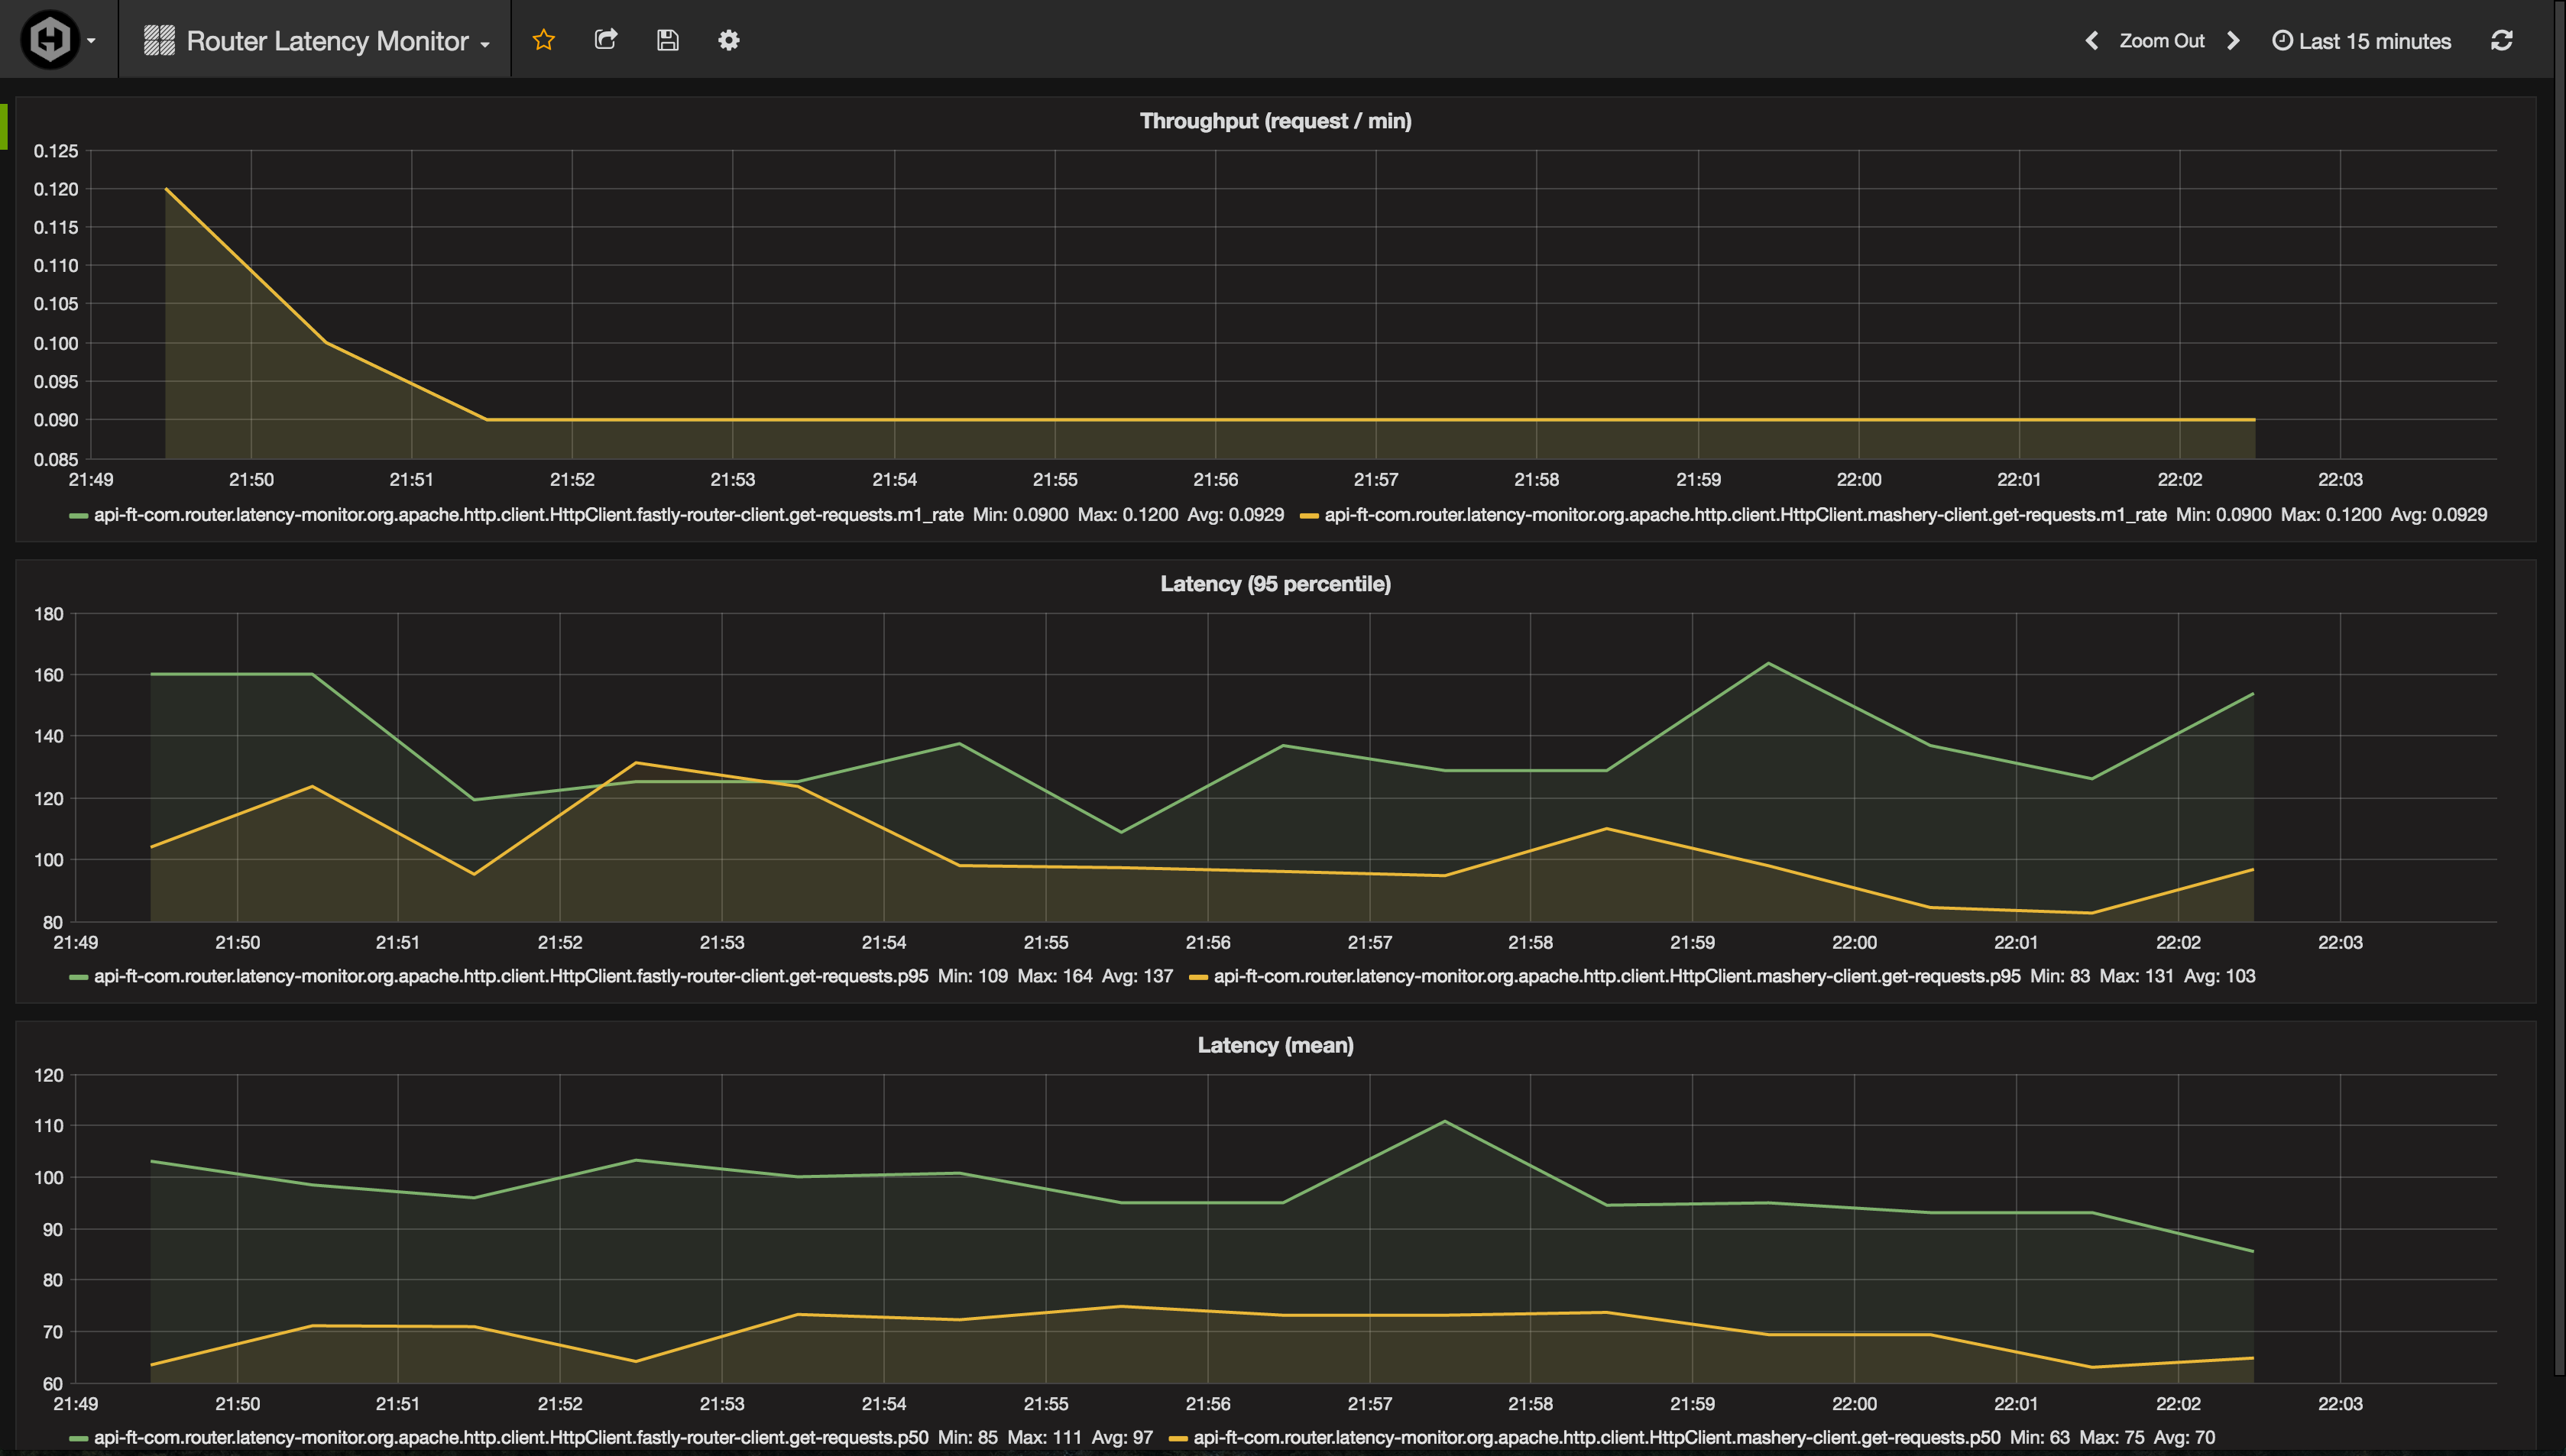 Router Latency Monitor
Zoom Out
Last 15 minutes
Throughput (request / min)
0.125
0.120
0.115
0.110
0.105
0.100
0.095
0.090
0.085
21:49 21:50 21:51 21:52 21:53 21:54 21:55 21:56 21:57 21:58 21:59 22:00 22:01 22:02 22:03
api-ft-com.router.latency-monitor.org.apache.http.client.HttpClient.fastly-router-client.get-requests.m1_rate Min: 0.0900 Max: 0.1200 Avg: 0.0929 api-ft-com.router.latency-monitor.org.apache.http.client.HttpClient.mashery-client.get-requests.m1_rate Min: 0.0900 Max: 0.1200 Avg: 0.0929
Latency (95 percentile)
180
160
140
120
100
80
21:49 21:50 21:51 21:52 21:53 21:54 21:55 21:56 21:57 21:58 21:59 22:00 22:01 22:02 22:03
api-ft-com.router.latency-monitor.org.apache.http.client.HttpClient.fastly-router-client.get-requests.p95 Min: 109 Max: 164 Avg: 137 api-ft-com.router.latency-monitor.org.apache.http.client.HttpClient.mashery-client.get-requests.p95 Min: 83 Max: 131 Avg: 103
Latency (mean)
120
110
100
90
80
70
60
21:49 21:50 21:51 21:52 21:53 21:54 21:55 21:56 21:57 21:58 21:59 22:00 22:01 22:02 22:03
api-ft-com.router.latency-monitor.org.apache.http.client.HttpClient.fastly-router-client.get-requests.p50 Min: 85 Max: 111 Avg: 97 api-ft-com.router.latency-monitor.org.apache.http.client.HttpClient.mashery-client.get-requests.p50 Min: 63 Max: 75 Avg: 70